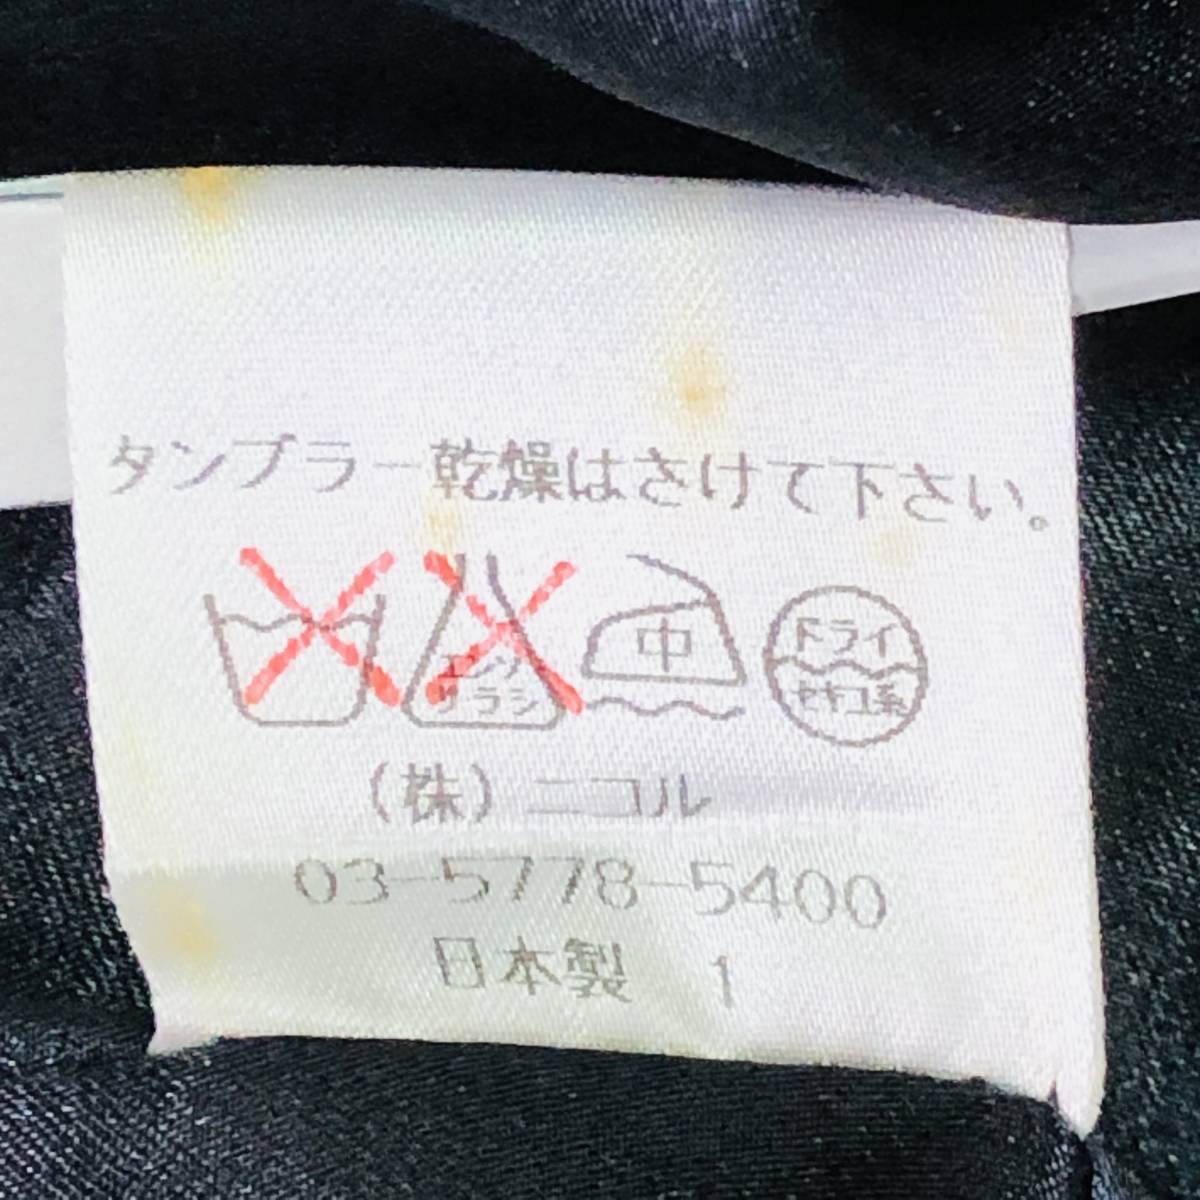 タンブラー乾燥はさけて下さい。
エンソ
サラシ
中
ドライ
セキユ系
(株)ニコル
03-5778-5400
日本製 1